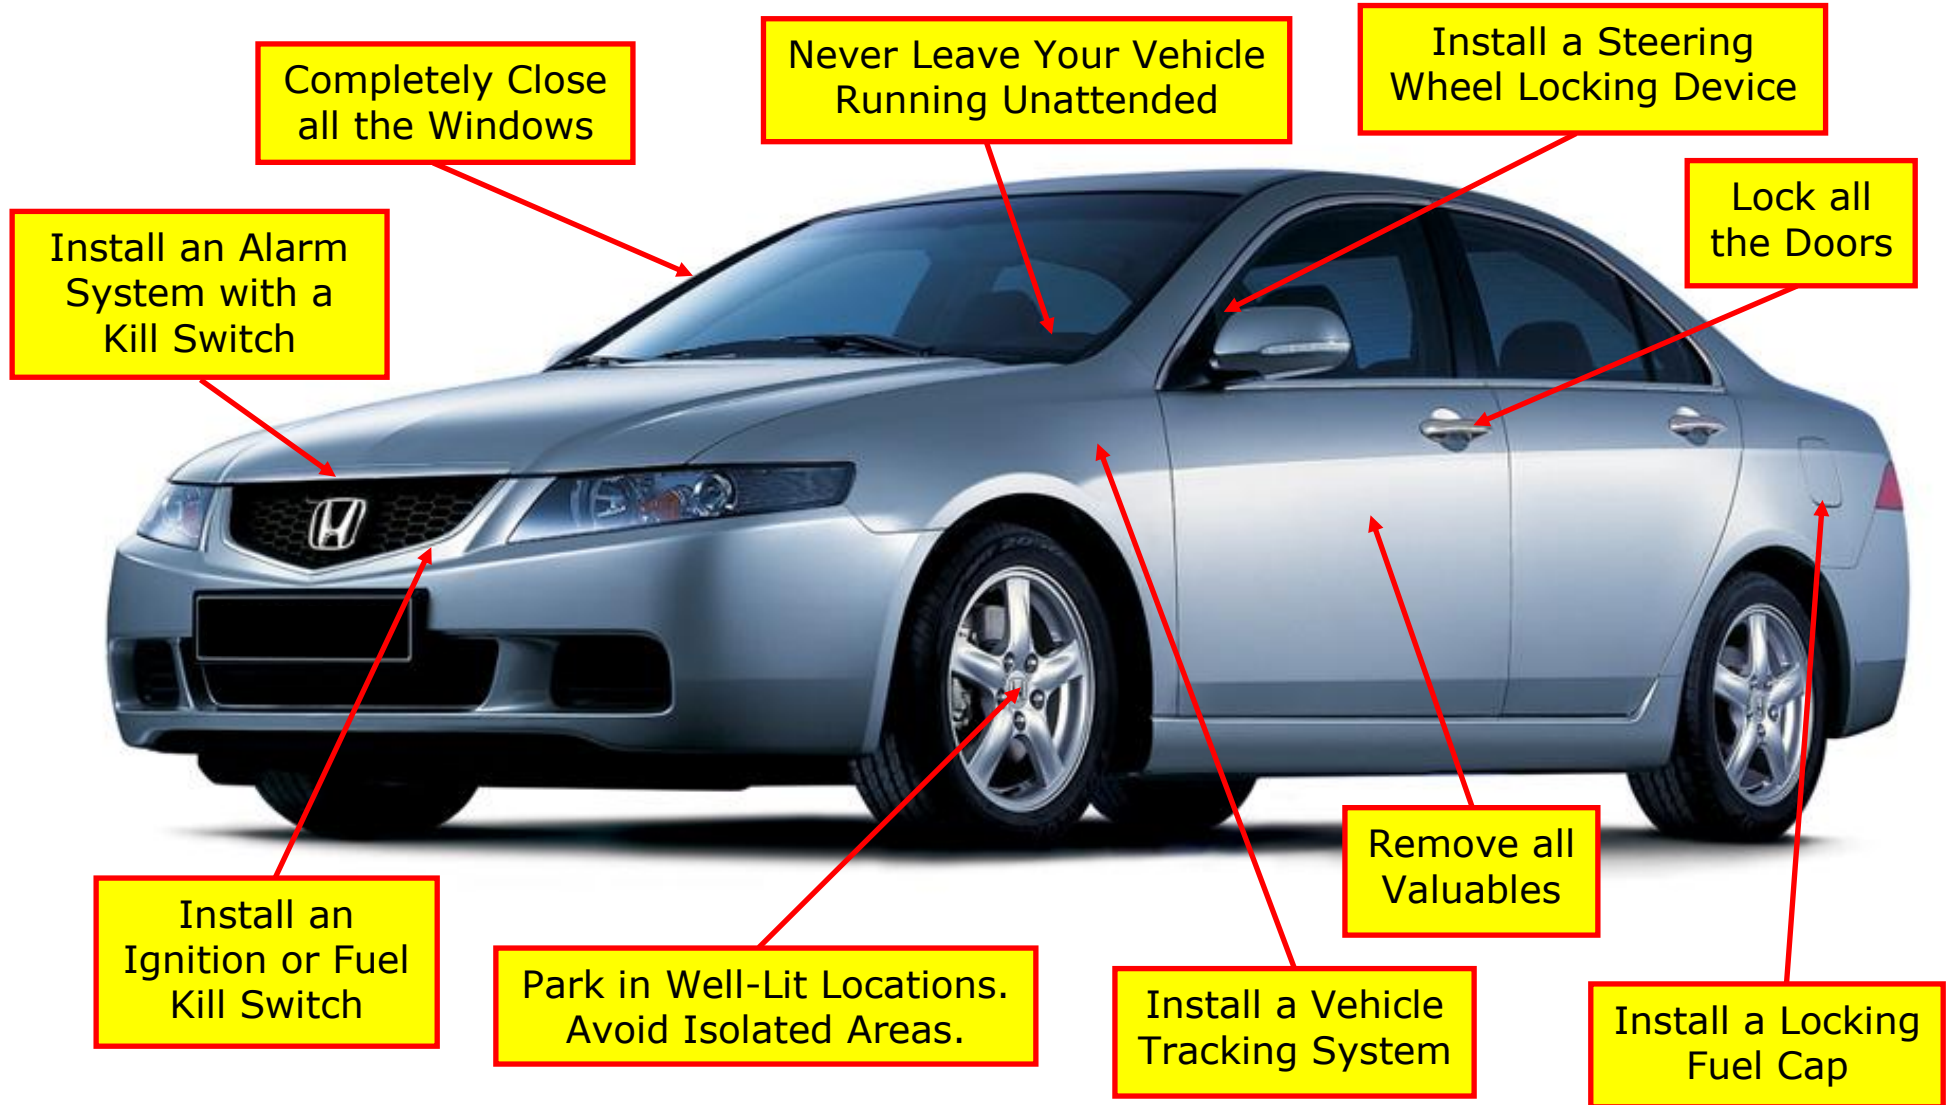 Completely Close
all the Windows
Never Leave Your Vehicle
Running Unattended
Install a Steering
Wheel Locking Device
Lock all
the Doors
Install an Alarm
System with a
Kill Switch
Install an
Ignition or Fuel
Kill Switch
Park in Well-Lit Locations.
Avoid Isolated Areas.
Install a Vehicle
Tracking System
Remove all
Valuables
Install a Locking
Fuel Cap